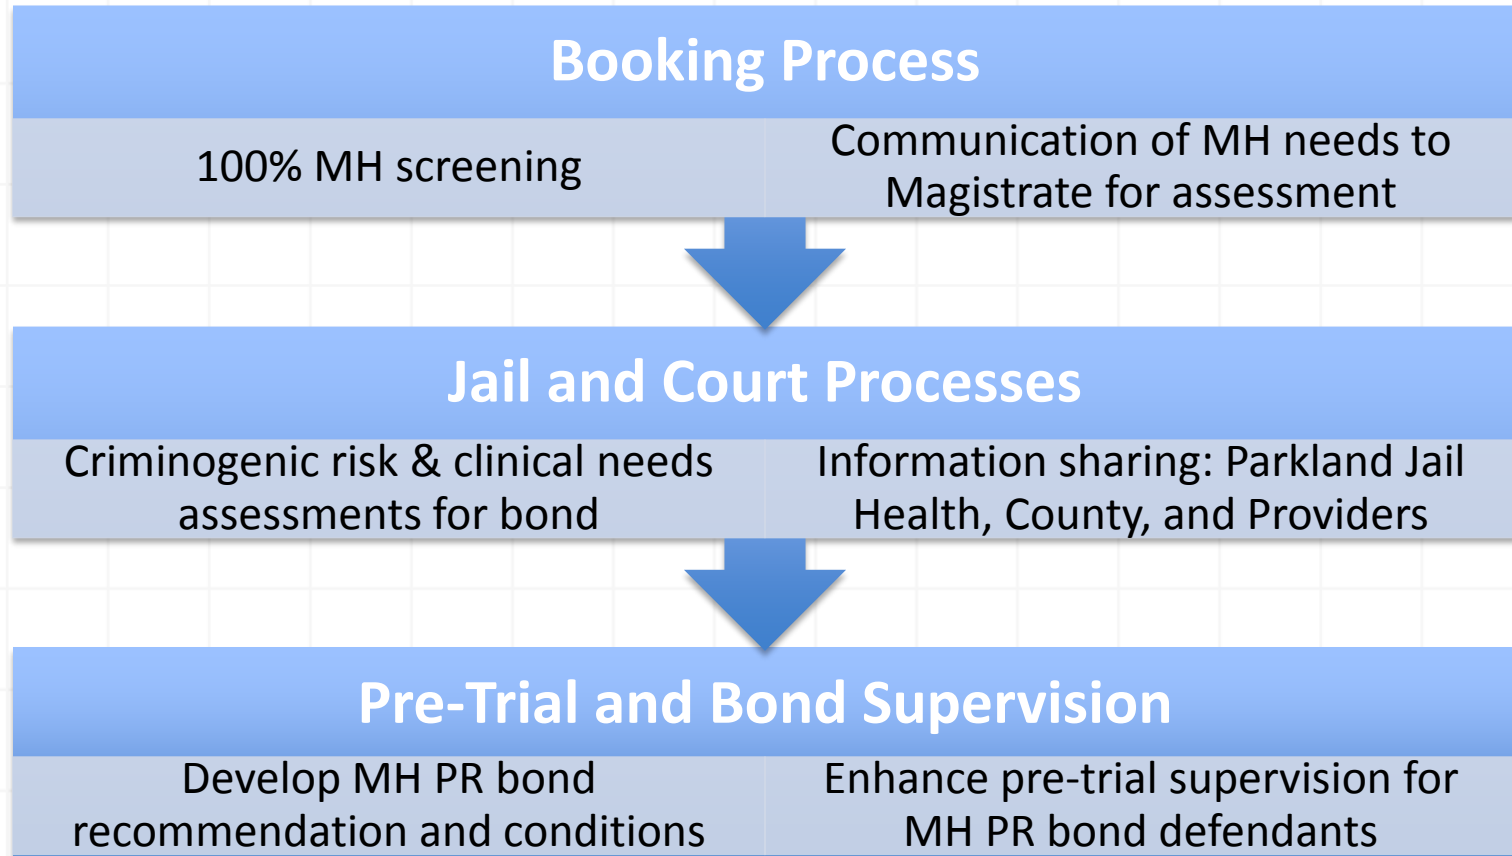 Booking Process
100% MH screening
Communication of MH needs to
Magistrate for assessment
Jail and Court Processes
Criminogenic risk & clinical needs
assessments for bond
Information sharing: Parkland Jail
Health, County, and Providers
Pre-Trial and Bond Supervision
Develop MH PR bond
recommendation and conditions
Enhance pre-trial supervision for
MH PR bond defendants